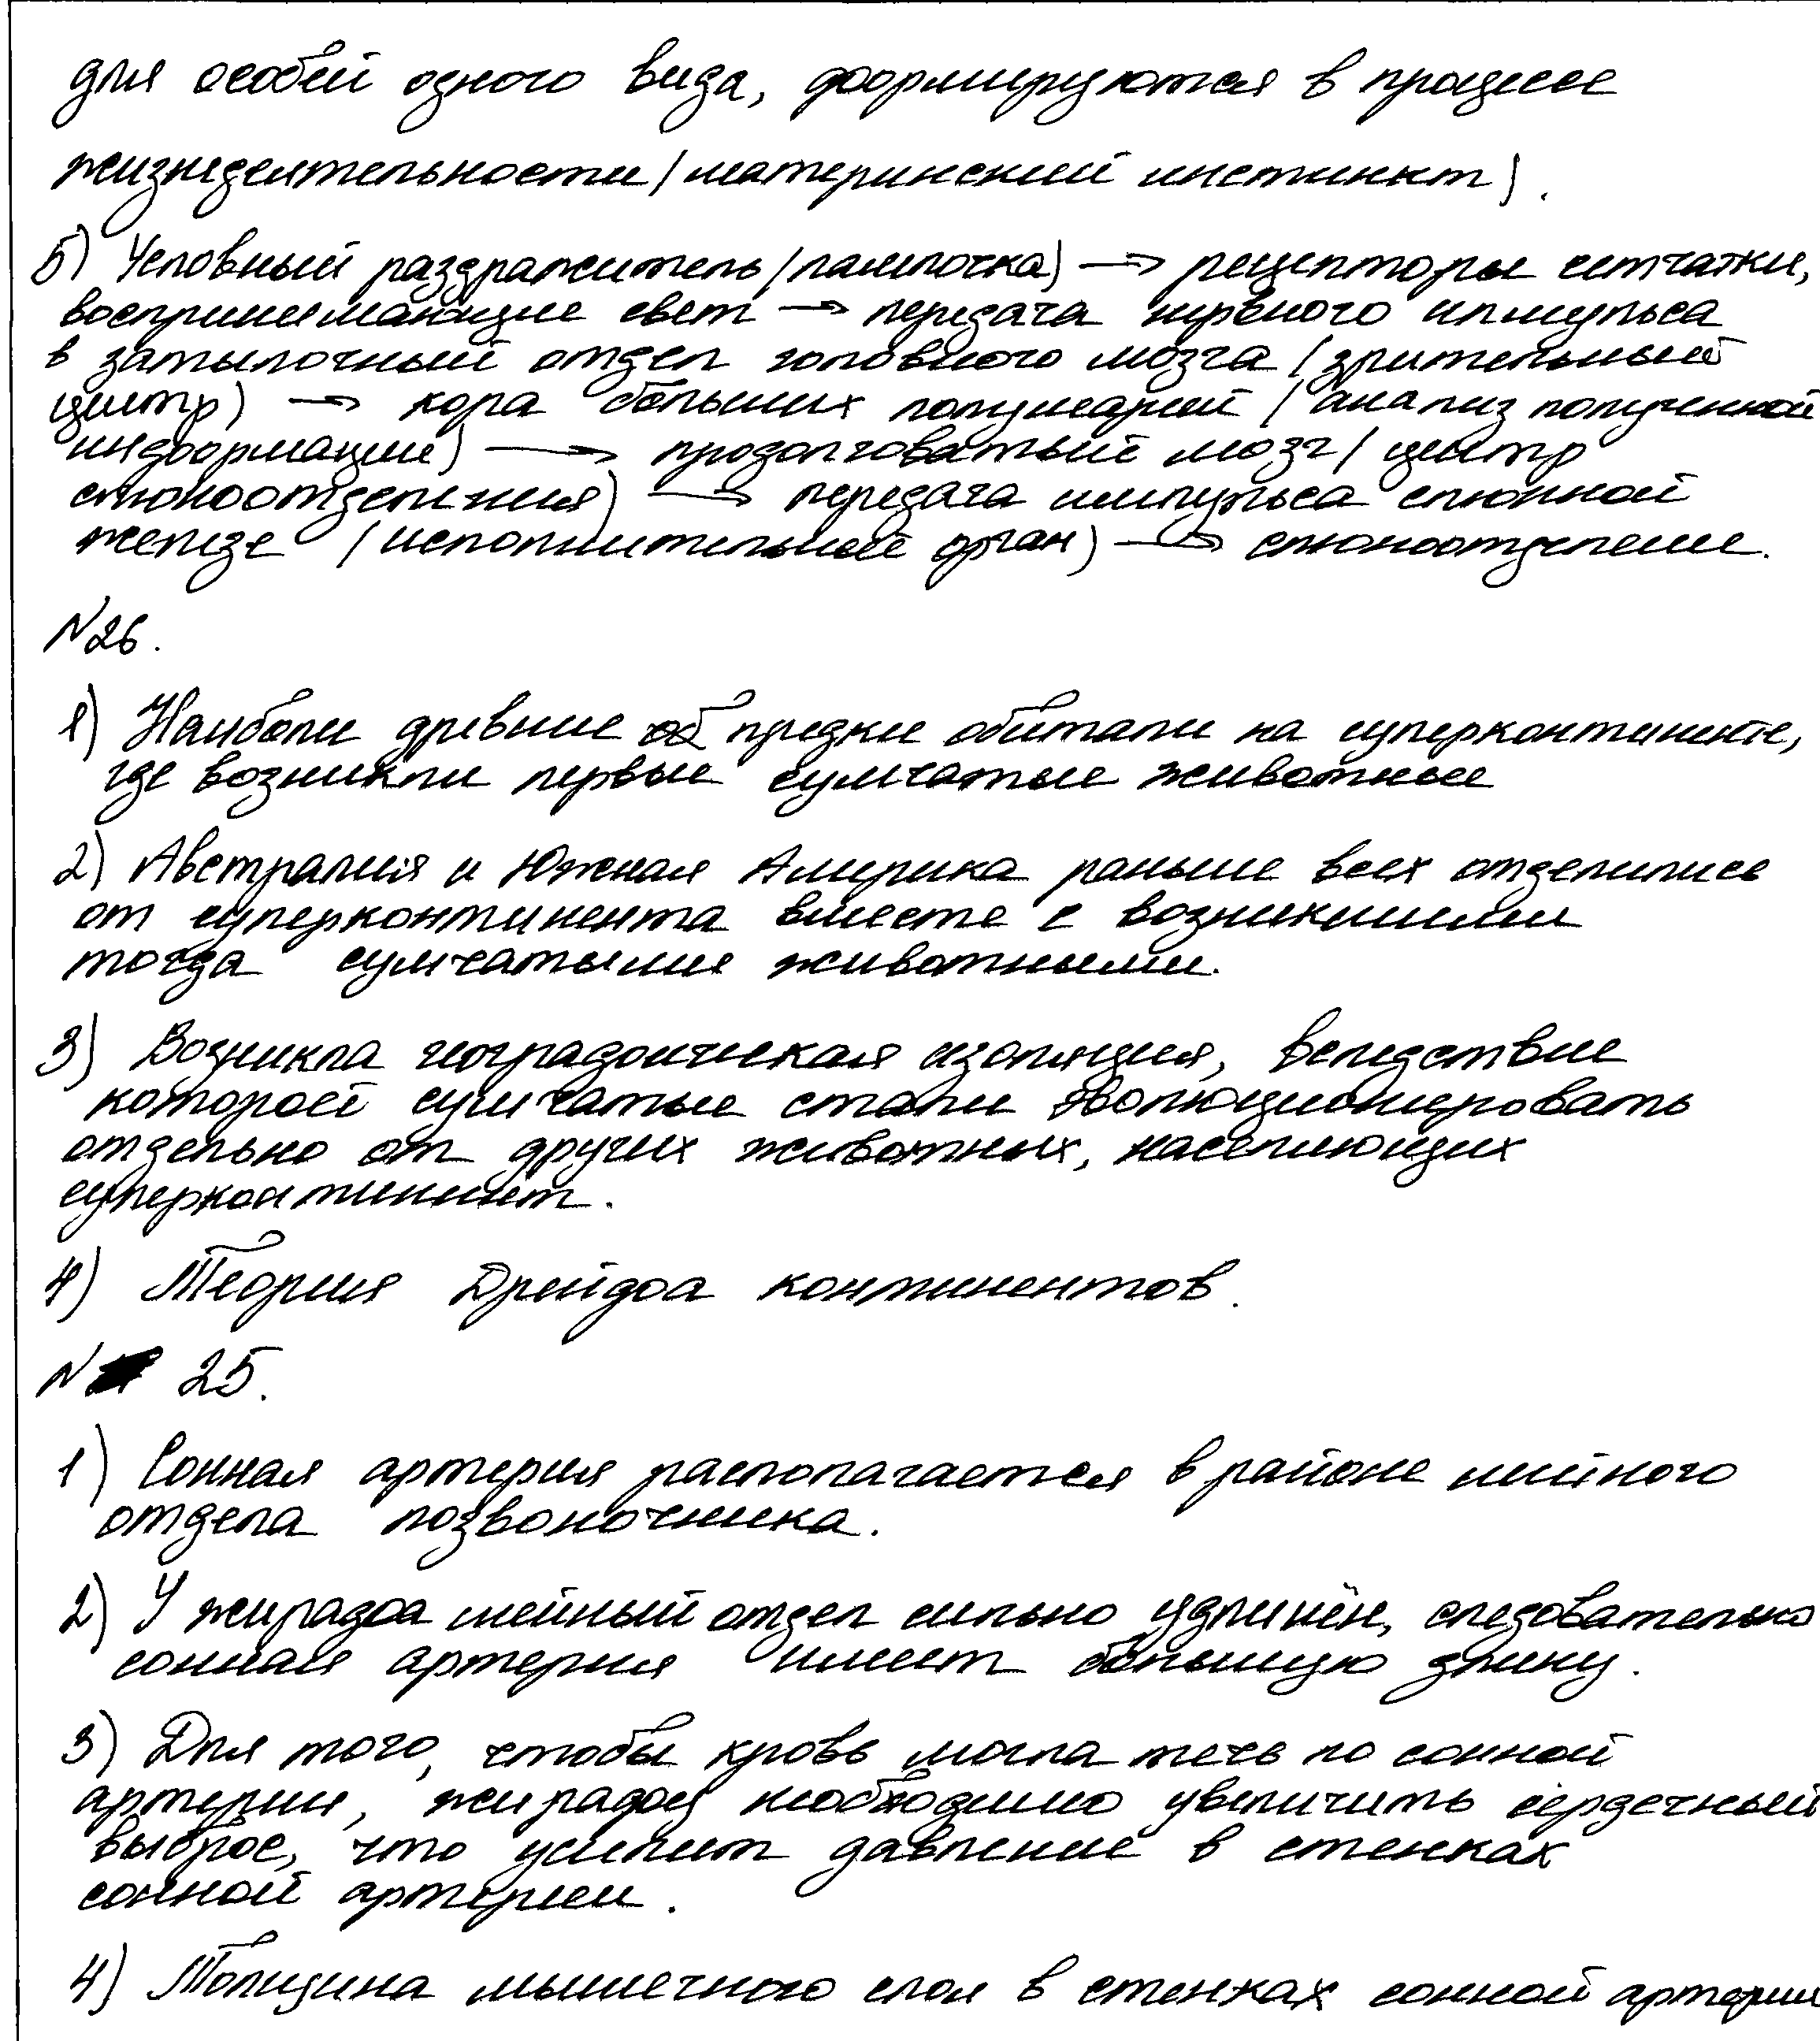 для особей одного вида, формируются в процессе
жизнедеятельности (материнский инстинкт).
5) Условный раздражитель (лампочка) → рецепторы сетчатки,
воспринимающие свет → передача нервного импульса
в затылочный отдел головного мозга (зрительный
центр) → кора больших полушарий (анализ полученной
информации) → продолговатый мозг (центр
слюноотделения) → передача импульса слюнной
железе (исполнительный орган) → слюноотделение.
№26.
1) Наиболее древние об предки обитали на суперконтиненте,
где возникли первые сумчатые животные
2) Австралия и Южная Америка раньше всех отделились
от суперконтинента вместе с возникшими
тогда сумчатыми животными.
3) Возникла географическая изоляция, вследствие
которой сумчатые стали эволюционировать
отдельно от других животных, населяющих
суперконтинент.
4) Теория Дрейфа континентов.
№ 25.
1) Сонная артерия располагается в районе шейного
отдела позвоночника.
2) У жирафа шейный отдел сильно удлинён, следовательно
сонная артерия имеет большую длину.
3) Для того, чтобы кровь могла течь по сонной
артерии, жирафу необходимо увеличить сердечный
выброс, что усилит давление в стенках
сонной артерии.
4) Толщина мышечного слоя в стенках сонной артерии